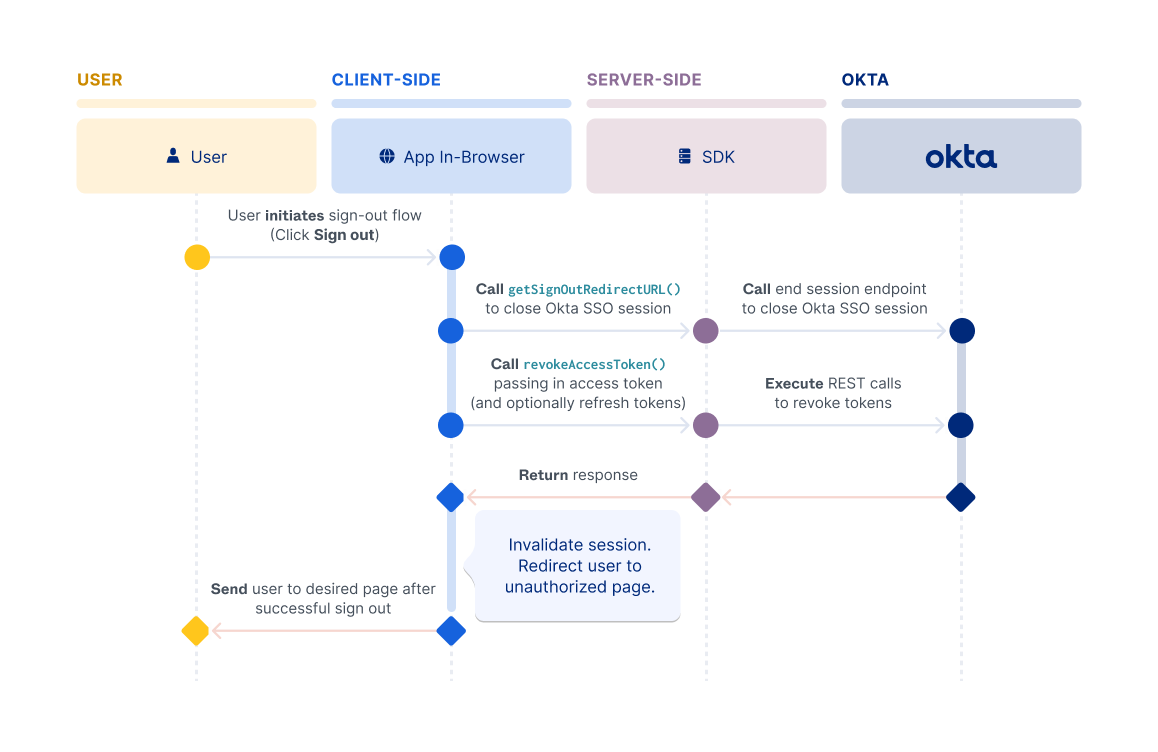 USER
CLIENT-SIDE
SERVER-SIDE
OKTA
User
App In-Browser
SDK
okta
User initiates sign-out flow
(Click Sign out)
Call getSignOutRedirectURL()
to close Okta SSO session
Call end session endpoint
to close Okta SSO session
Call revokeAccessToken()
passing in access token
(and optionally refresh tokens)
Execute REST calls
to revoke tokens
Return response
Invalidate session.
Redirect user to
unauthorized page.
Send user to desired page after
successful sign out